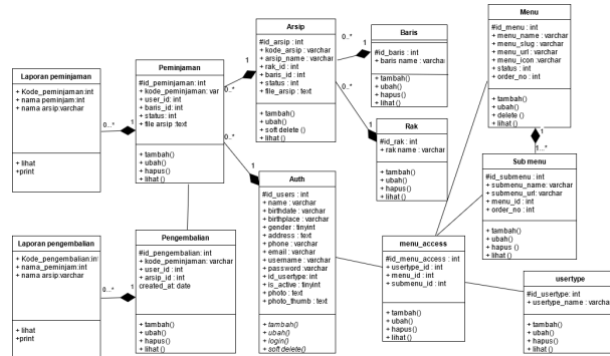 Laporan peminjaman
+ Kode_peminjaman:int
+ nama peminjam:int
+ nama arsip:varchar
+ lihat
+print
0..*
1
Peminjaman
#id_peminjaman: int
+ kode_peminjaman: var
+ user_id : int
+ baris_id : int
+ status: int
+ file arsip :text
+tambah()
+ubah()
+ hapus()
+ lihat()
0..*
1
0..*
1
Arsip
#id_arsip : int
+ kode_arsip : varchar
+ arsip_name : varchar
+ rak_id : int
+ baris_id : int
+ status : int
+ file_arsip : text
+tambah()
+ ubah()
+ soft delete ()
+ lihat()
0..*
1
0..*
1
Baris
#id_baris : int
+ baris name : varchar
+ tambah()
+ ubah()
+ hapus()
+ lihat()
Rak
#id_rak : int
+ rak name : varchar
+ tambah()
+ ubah()
+ hapus()
+ lihat()
Menu
#id_menu : int
+ menu_name : varchar
+ menu_slug : varchar
+ menu_url : varchar
+ menu_icon : varchar
+ status : int
+ order_no : int
+ tambah()
+ ubah()
+ delete ()
+ lihat()
1
1...*
Sub menu
#id_submenu : int
+ submenu_name: varchar
+ submenu_url : varchar
+ menu_id : int
+ order_no : int
+ tambah()
+ ubah()
+ hapus ()
+ lihat ()
Laporan pengembalian
+ Kode_pengembalian:int
+ nama_peminjam:int
+ nama_arsip:varchar
+ lihat
+print
0..*
1
Pengembalian
#id_pengembalian : int
+ kode_peminjaman: varchar
+ user_id : int
+ arsip_id : int
created_at: date
+ tambah()
+ ubah()
+ hapus()
+ lihat()
Auth
#id_users : int
+ name : varchar
+ birthdate : varchar
+ birthplace : varchar
+ gender : tinyint
+ address : text
+ phone : varchar
+ email : varchar
+ username : varchar
+ password :varchar
+ id_usertype : int
+ is_active : tinyint
+ photo : text
+ photo_thumb : text
+ tambah()
+ ubah()
+ login()
+ soft delete()
menu_access
#id_menu_access : int
+ usertype_id : int
+ menu_id : int
+ submenu_id : int
+ tambah()
+ ubah()
+ hapus()
+ lihat()
usertype
#id_usertype: int
+ usertype_name : varchar
+ tambah()
+ ubah()
+ hapus()
+ lihat()